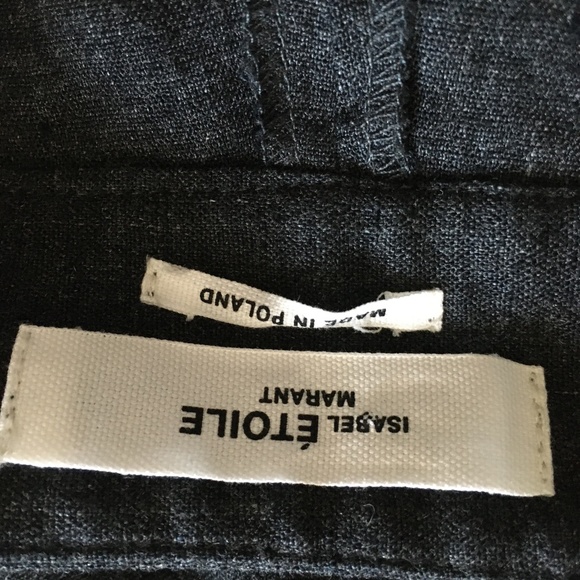 ISABEL ÉTOILE
MARANT
MADE IN POLAND